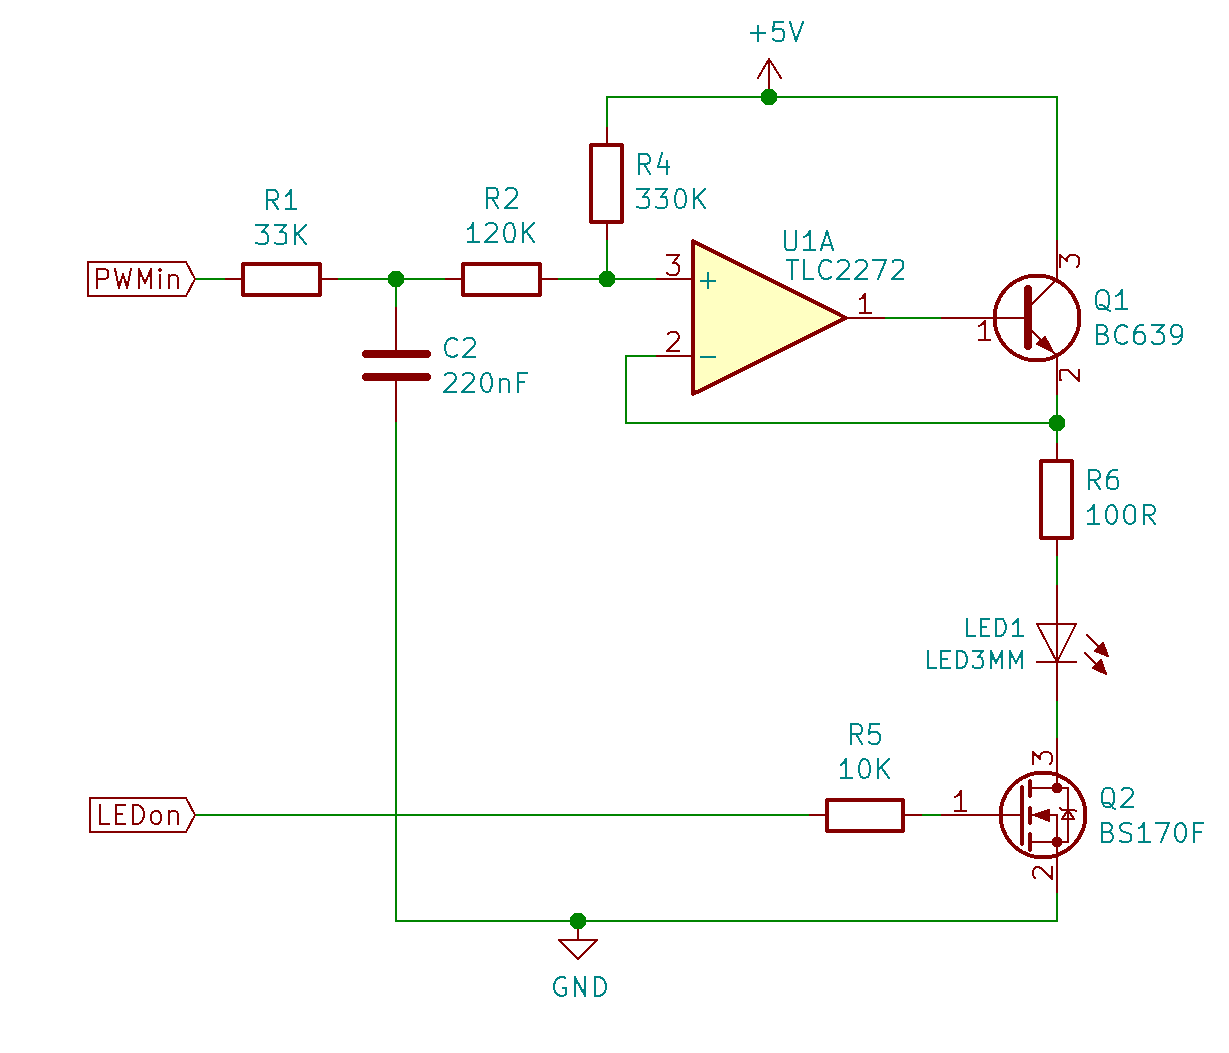 +5V
R4
330K
R1
33K
R2
120K
U1A
TLC2272
PWMin
3
+
2
−
1
1
3
2
Q1
BC639
C2
220nF
R6
100R
LED1
LED3MM
R5
10K
LEDon
1
3
2
Q2
BS170F
GND